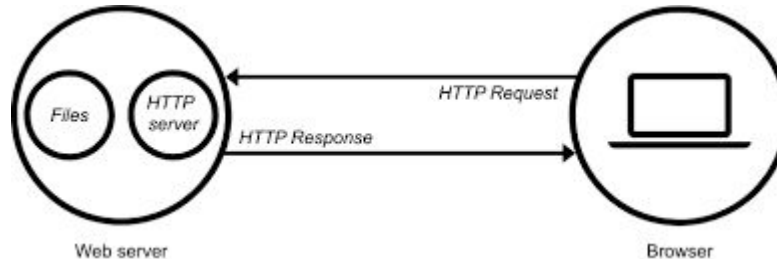 HTTP Request
Files
HTTP
server
HTTP Response
Web server
Browser